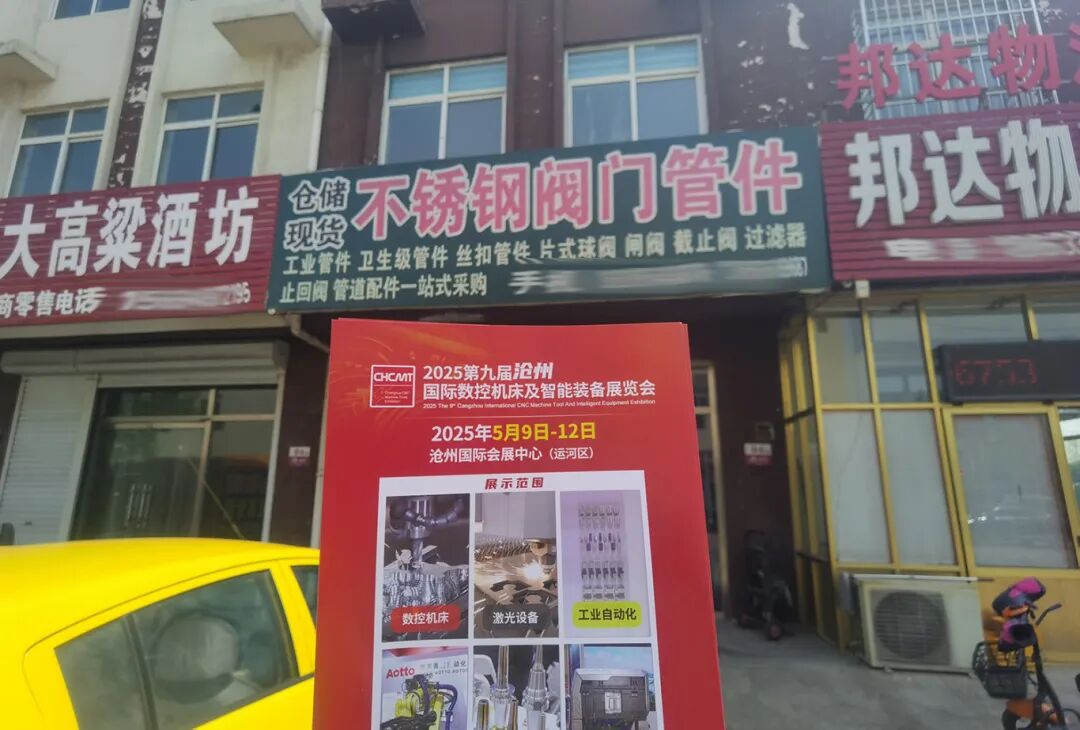 大高粱酒坊
商零售电话
仓储
现货
不锈钢阀门管件
工业管件 卫生级管件 丝扣管件 片式球阀 闸阀 截止阀 过滤器
止回阀 管道配件一站式采购
邦达物
邦达物
6753
CHCMT
2025第九届沧州
国际数控机床及智能装备展览会
2025 The 9th Cangzhou International CNC Machine Tool And Intelligent Equipment Exhibition
2025年5月9日-12日
沧州国际会展中心（运河区）
展示范围
数控机床
激光设备
工业自动化
Aotto